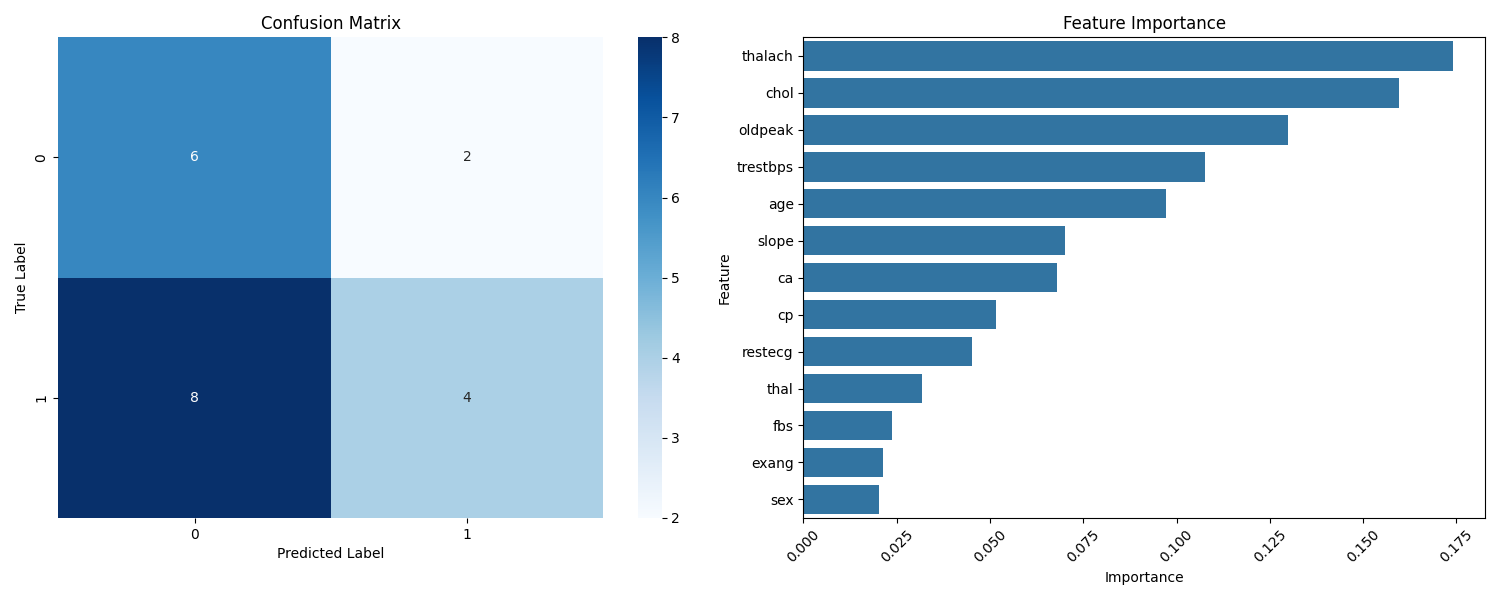 Confusion Matrix
True Label
0
1
6
2
8
4
0
1
Predicted Label
8
7
6
5
4
3
2
Feature Importance
Feature
thalach
chol
oldpeak
trestbps
age
slope
ca
cp
restecg
thal
fbs
exang
sex
0.000
0.025
0.050
0.075
0.100
0.125
0.150
0.175
Importance